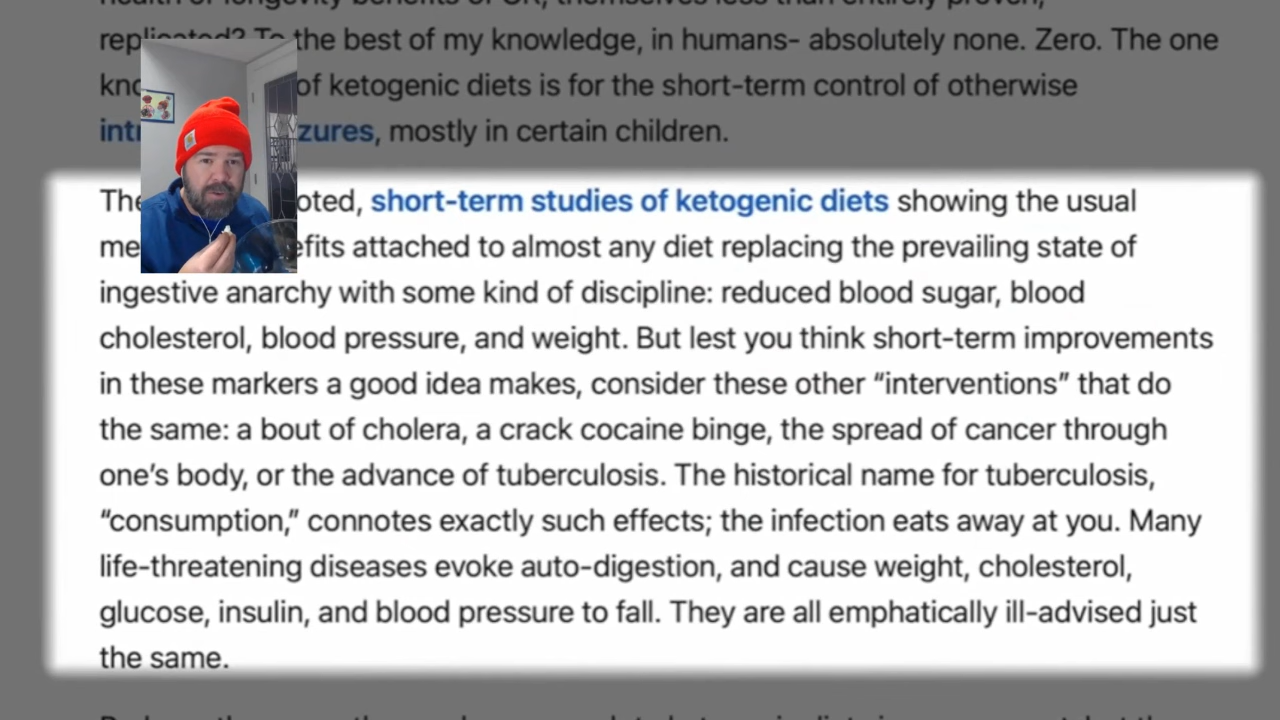 replicated? To the best of my knowledge, in humans- absolutely none. Zero. The one
of ketogenic diets is for the short-term control of otherwise
, mostly in certain children.
short-term studies of ketogenic diets showing the usual
attached to almost any diet replacing the prevailing state of
ingestive anarchy with some kind of discipline: reduced blood sugar, blood
cholesterol, blood pressure, and weight. But lest you think short-term improvements
in these markers a good idea makes, consider these other “interventions” that do
the same: a bout of cholera, a crack cocaine binge, the spread of cancer through
one’s body, or the advance of tuberculosis. The historical name for tuberculosis,
“consumption,” connotes exactly such effects; the infection eats away at you. Many
life-threatening diseases evoke auto-digestion, and cause weight, cholesterol,
glucose, insulin, and blood pressure to fall. They are all emphatically ill-advised just
the same.